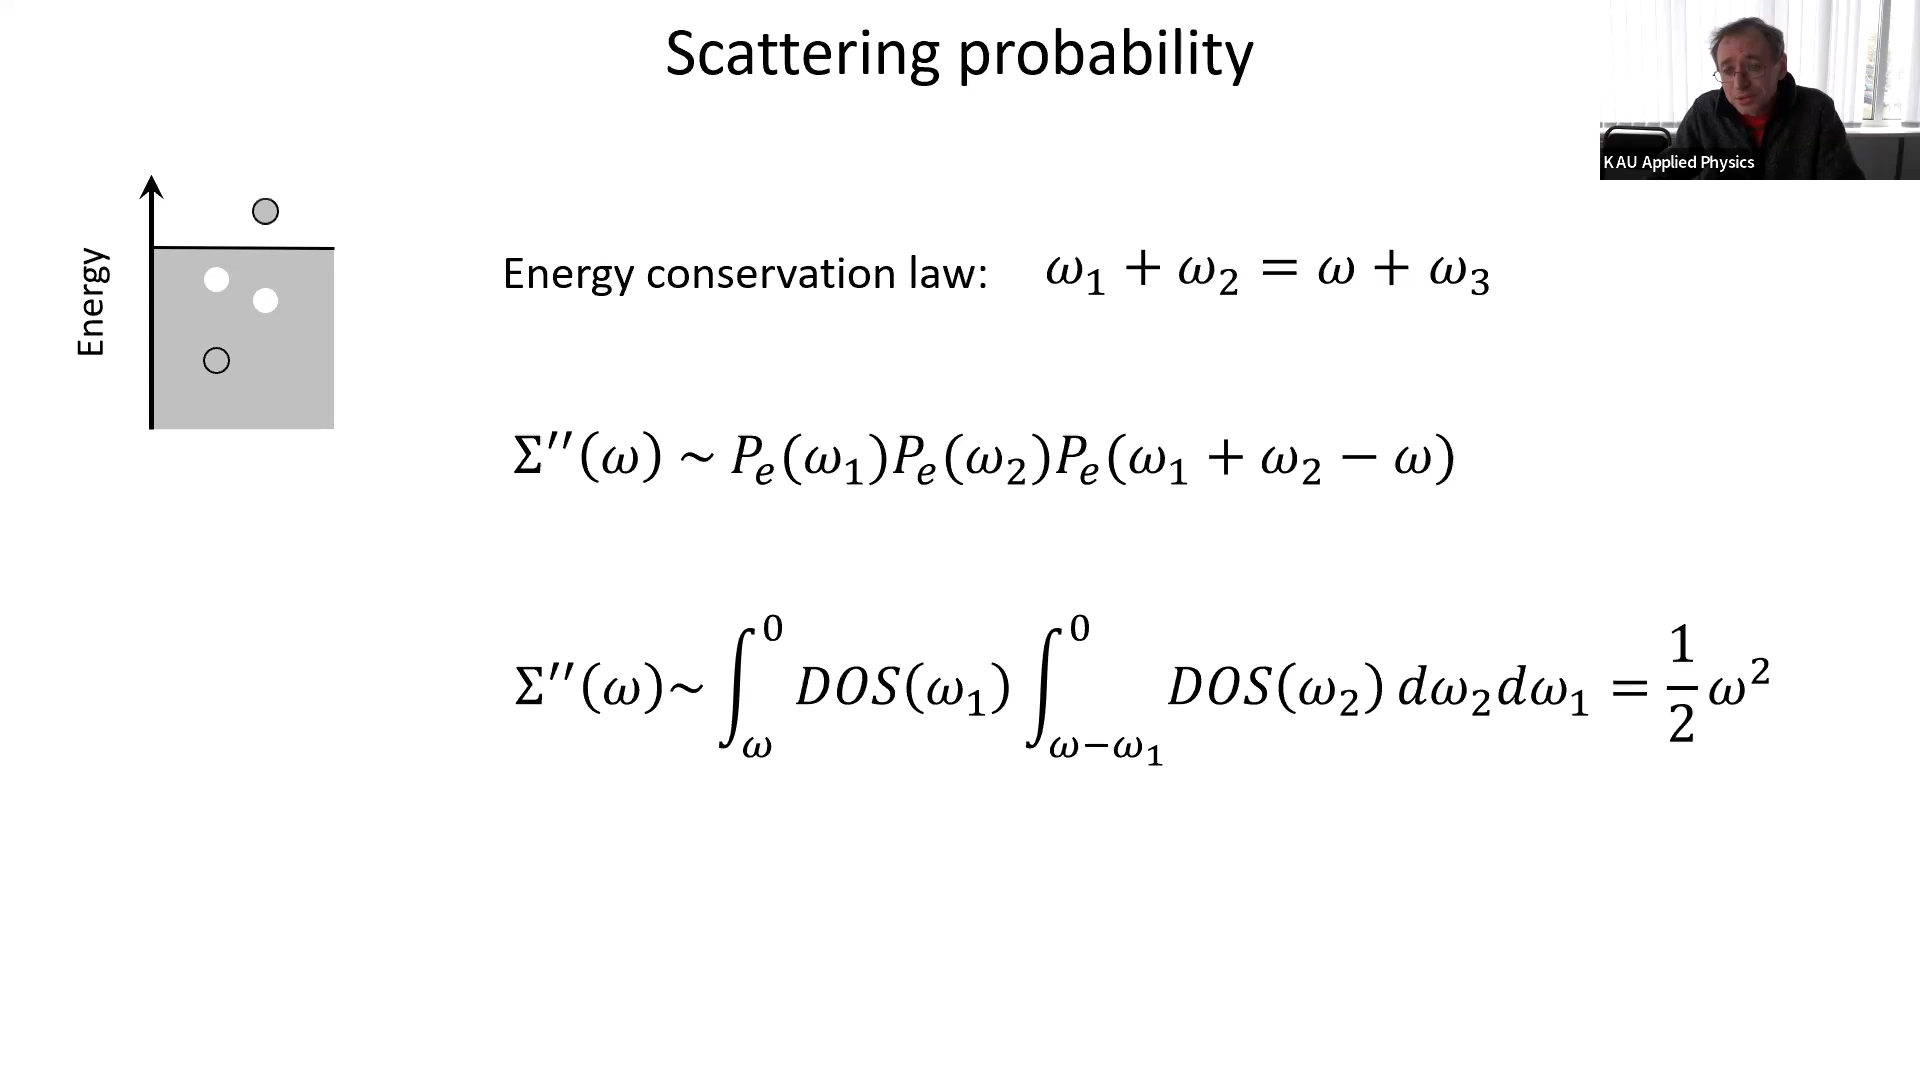 Scattering probability
KAU Applied Physics
Energy
Energy conservation law: ω₁ + ω₂ = ω + ω₃
Σ′′(ω) ~ Pₑ(ω₁)Pₑ(ω₂)Pₑ(ω₁ + ω₂ − ω)
Σ′′(ω)~ ∫_ω^0 DOS(ω₁) ∫_{ω−ω₁}^0 DOS(ω₂) dω₂dω₁ = 1/2 ω²